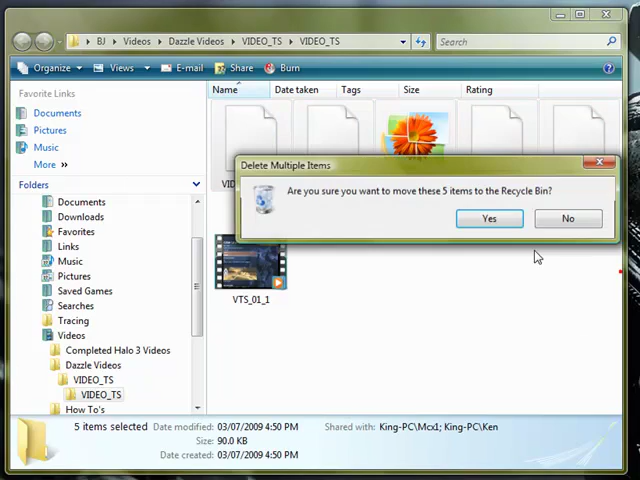 BJ Videos Dazzle Videos VIDEO_TS VIDEO_TS
Search
Organize Views E-mail Share Burn
Favorite Links
Documents
Pictures
Music
More »
Folders
Documents
Downloads
Favorites
Links
Music
Pictures
Saved Games
Searches
Tracing
Videos
Completed Halo 3 Videos
Dazzle Videos
VIDEO_TS
VIDEO_TS
How To's
Name Date taken Tags Size Rating
Delete Multiple Items
Are you sure you want to move these 5 items to the Recycle Bin?
Yes No
VTS_01_1
5 items selected Date modified: 03/07/2009 4:50 PM Shared with: King-PC\Mcx1; King-PC\Ken
Size: 90.0 KB
Date created: 03/07/2009 4:50 PM